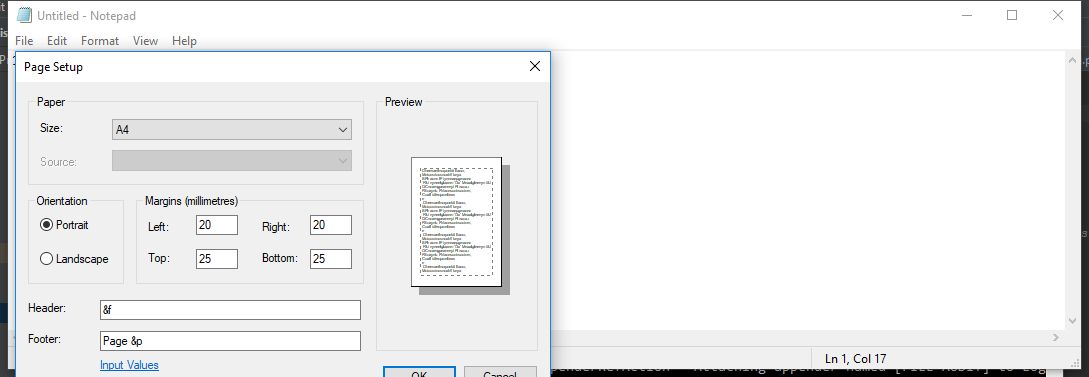 Untitled - Notepad
File Edit Format View Help
Page Setup
Paper
Size: A4
Source:
Preview
Orientation
Portrait
Landscape
Margins (millimetres)
Left: 20 Right: 20
Top: 25 Bottom: 25
Header: &f
Footer: Page &p
Input Values
OK Cancel
Ln 1, Col 17